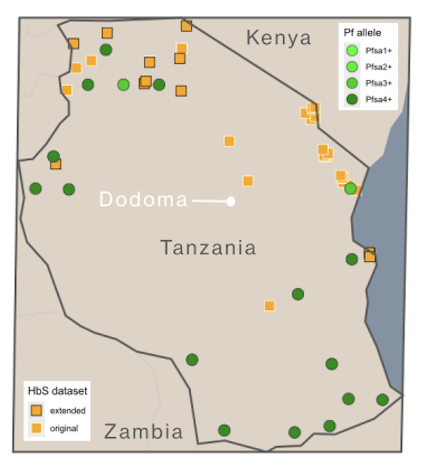 Kenya
Pf allele
Pfsa1+
Pfsa2+
Pfsa3+
Pfsa4+
Dodoma
Tanzania
HbS dataset
extended
original
Zambia